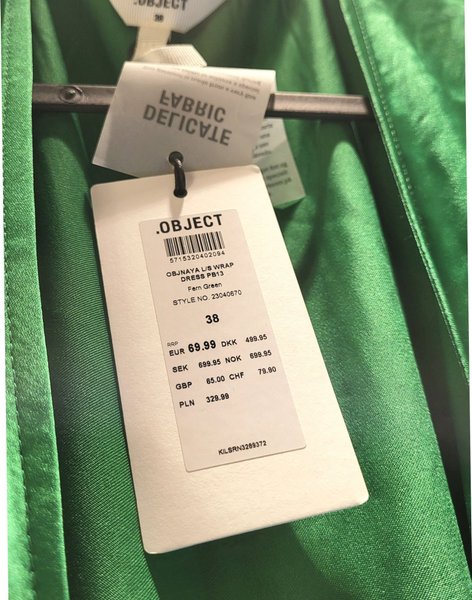 .OBJECT
38
DELICATE
FABRIC
.OBJECT
5715320402094
OBJNAYA L/S WRAP
DRESS PB13
Fern Green
STYLE NO. 23040670
38
RRP
EUR 69.99 DKK 499.95
SEK 699.95 NOK 699.95
GBP 65.00 CHF 79.90
PLN 329.99
KILSRN3269372